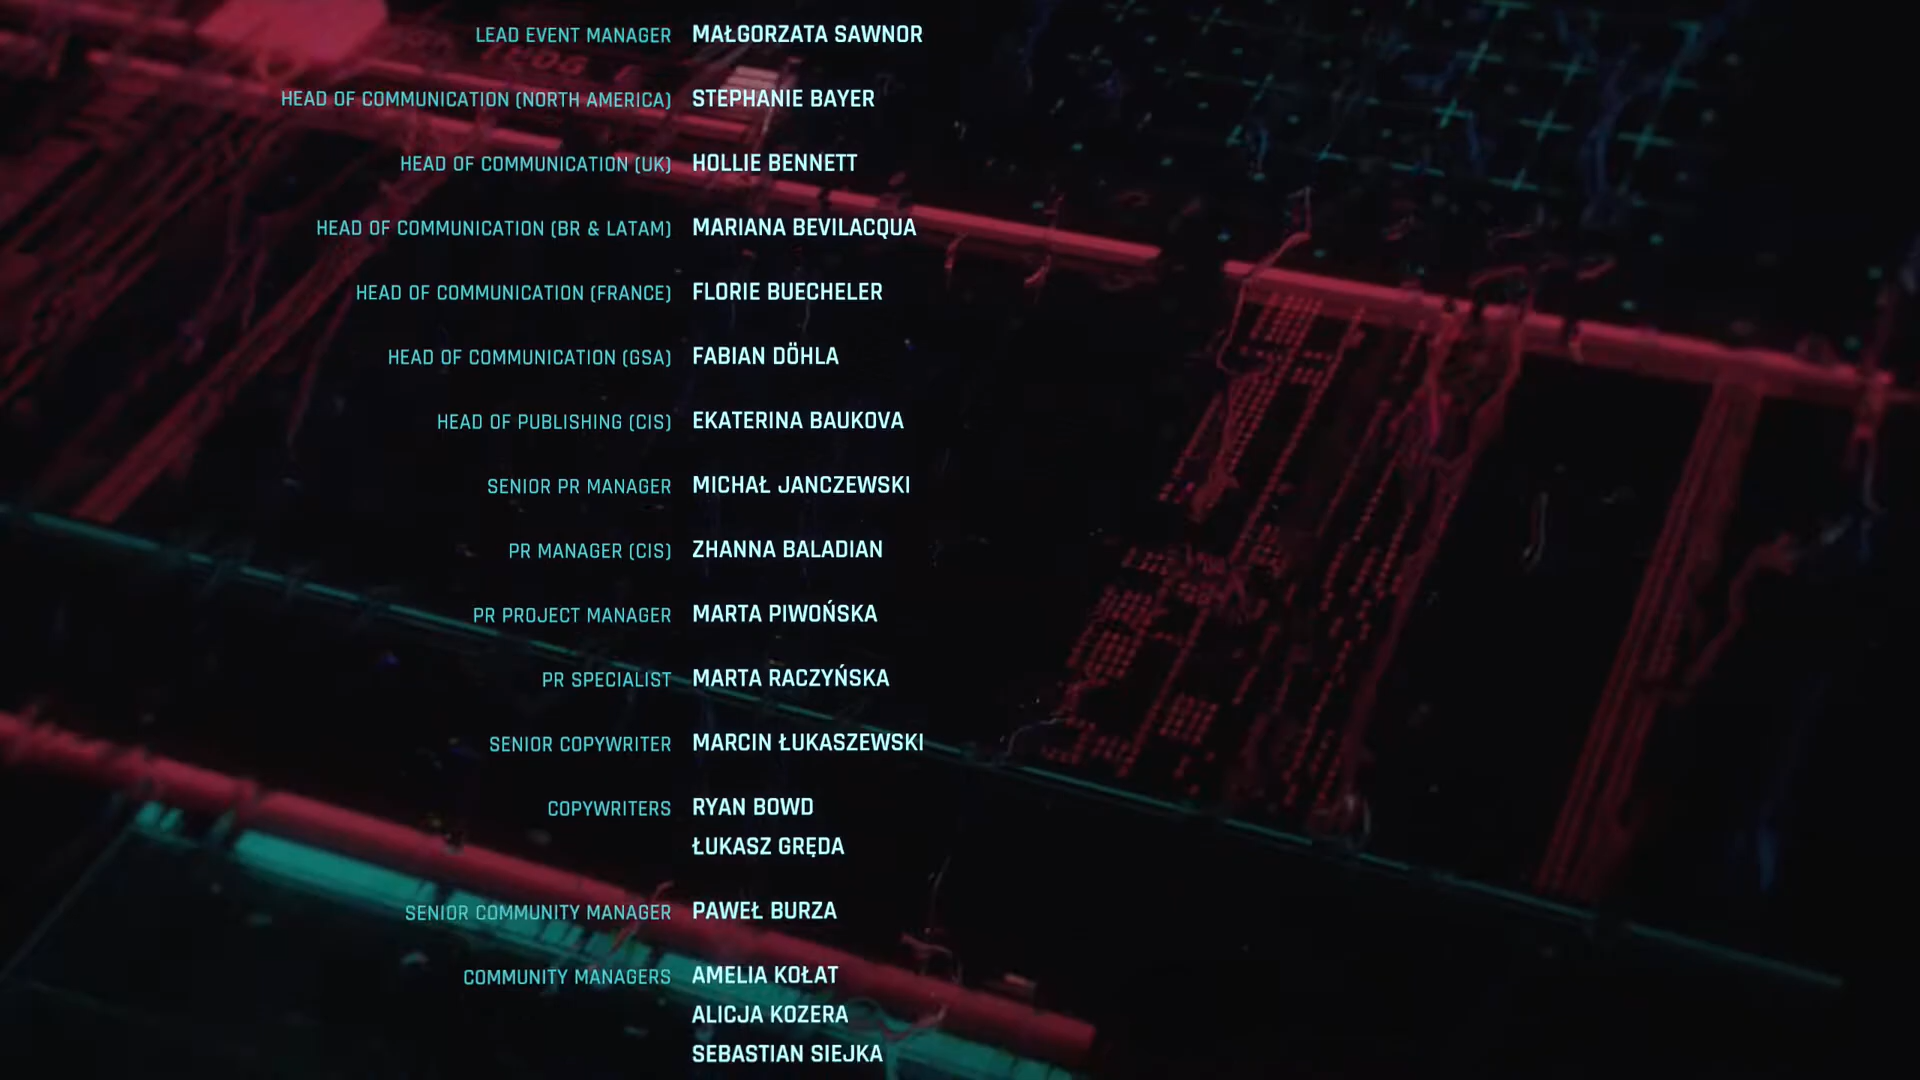 LEAD EVENT MANAGER MAŁGORZATA SAWNOR
HEAD OF COMMUNICATION (NORTH AMERICA) STEPHANIE BAYER
HEAD OF COMMUNICATION (UK) HOLLIE BENNETT
HEAD OF COMMUNICATION (BR & LATAM) MARIANA BEVILACQUA
HEAD OF COMMUNICATION (FRANCE) FLORIE BUECHELER
HEAD OF COMMUNICATION (GSA) FABIAN DÖHLA
HEAD OF PUBLISHING (CIS) EKATERINA BAUKOVA
SENIOR PR MANAGER MICHAŁ JANCZEWSKI
PR MANAGER (CIS) ZHANNA BALADIAN
PR PROJECT MANAGER MARTA PIWOŃSKA
PR SPECIALIST MARTA RACZYŃSKA
SENIOR COPYWRITER MARCIN ŁUKASZEWSKI
COPYWRITERS RYAN BOWD
ŁUKASZ GRĘDA
SENIOR COMMUNITY MANAGER PAWEŁ BURZA
COMMUNITY MANAGERS AMELIA KOŁAT
ALICJA KOZERA
SEBASTIAN SIEJKA